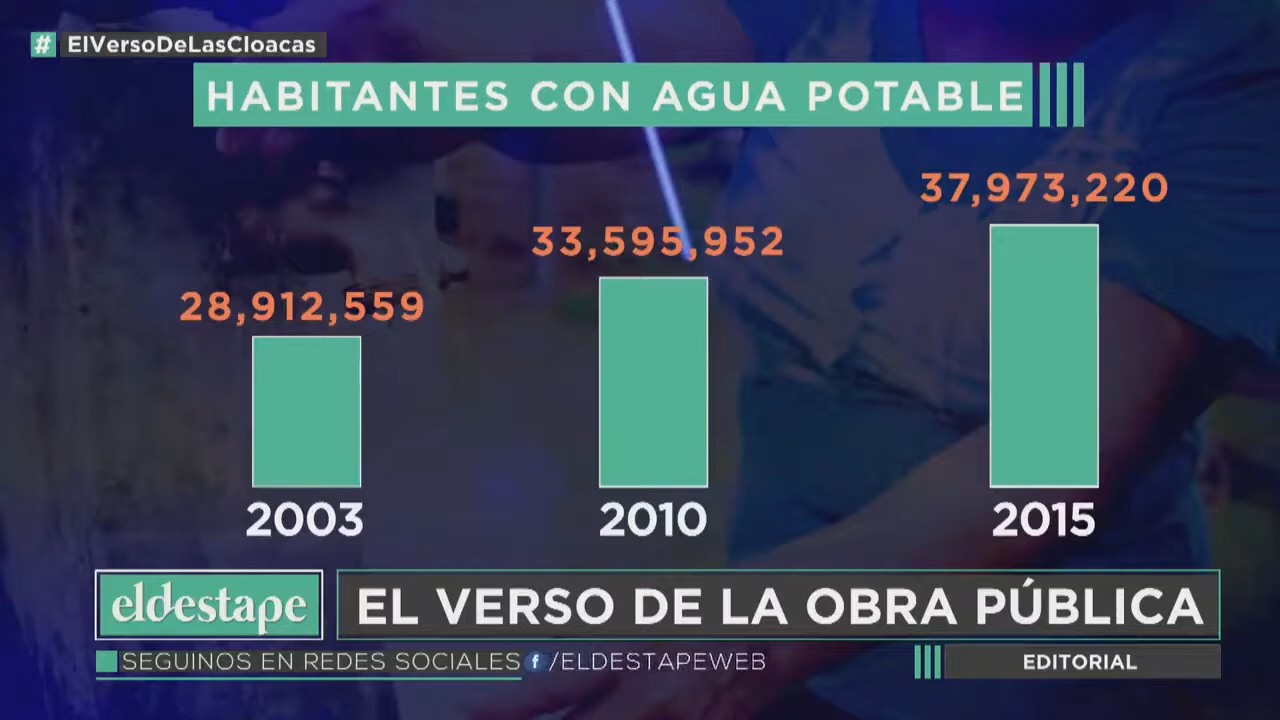 # ElVersoDeLasCloacas
HABITANTES CON AGUA POTABLE
37,973,220
33,595,952
28,912,559
2003 2010 2015
eldestape
EL VERSO DE LA OBRA PÚBLICA
SEGUINOS EN REDES SOCIALES f/ELDESTAPEWEB
EDITORIAL